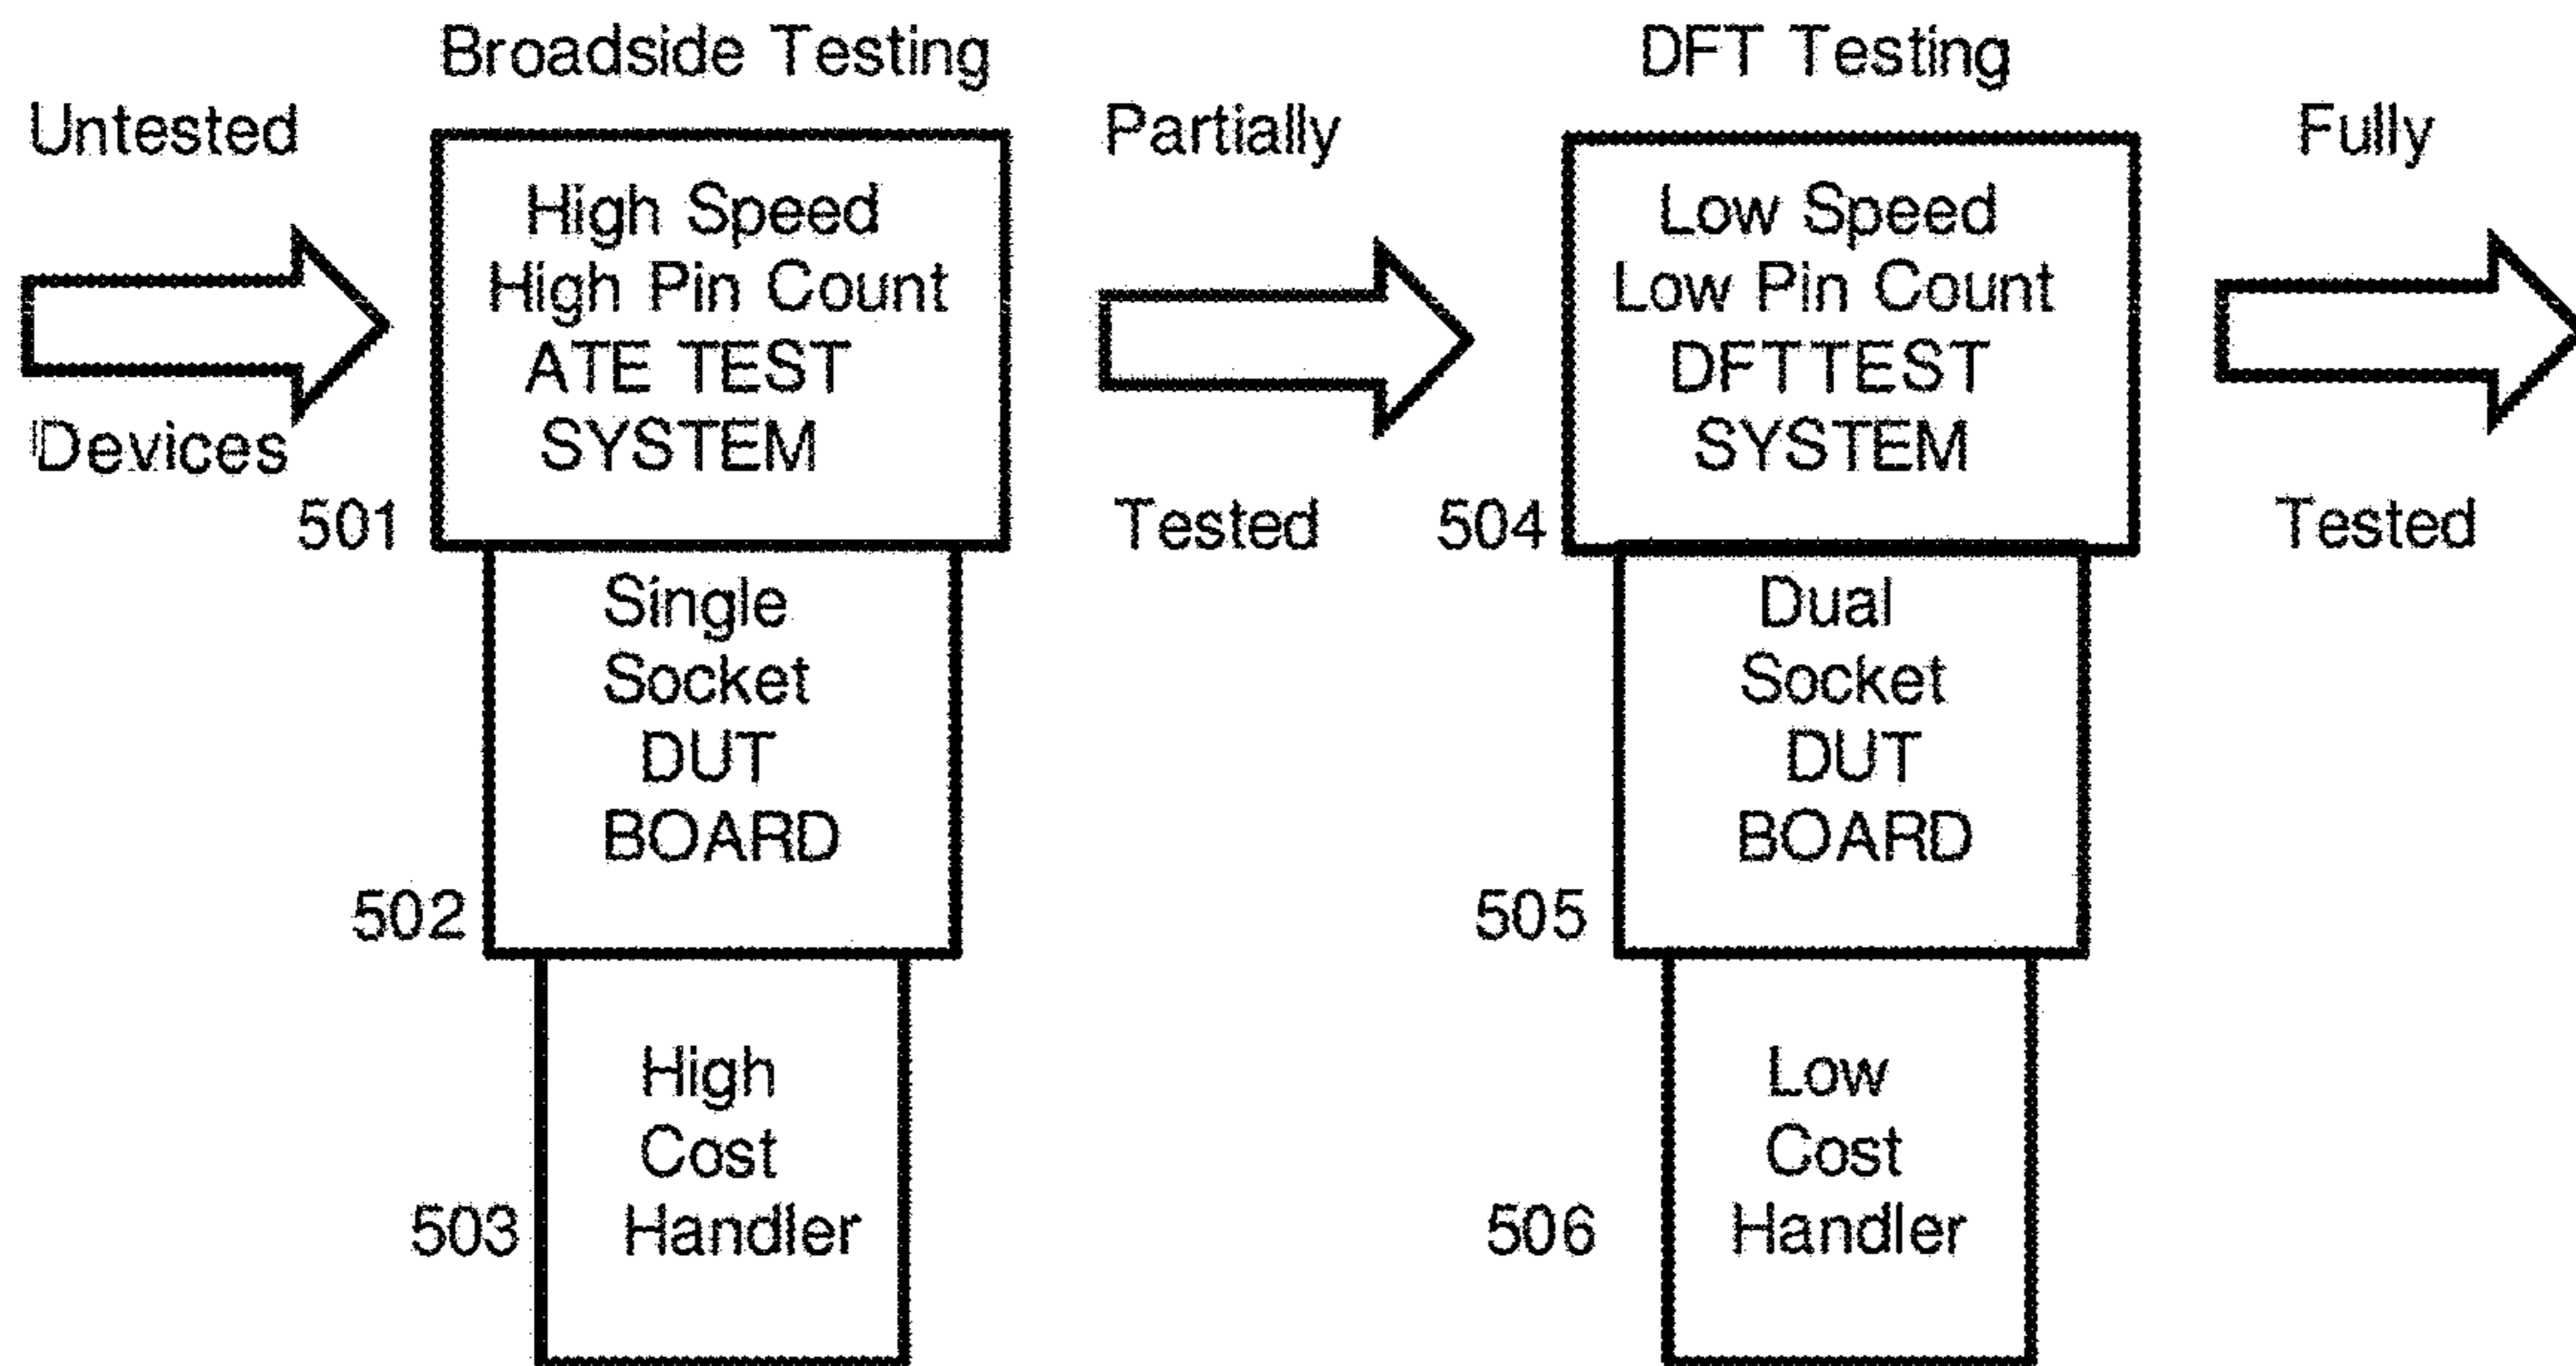 Broadside Testing
DFT Testing
Untested
Devices
High Speed
High Pin Count
ATE TEST
SYSTEM
501
Single
Socket
DUT
BOARD
502
High
Cost
Handler
503
Partially
Tested
Low Speed
Low Pin Count
DFT TEST
SYSTEM
504
Dual
Socket
DUT
BOARD
505
Low
Cost
Handler
506
Fully
Tested